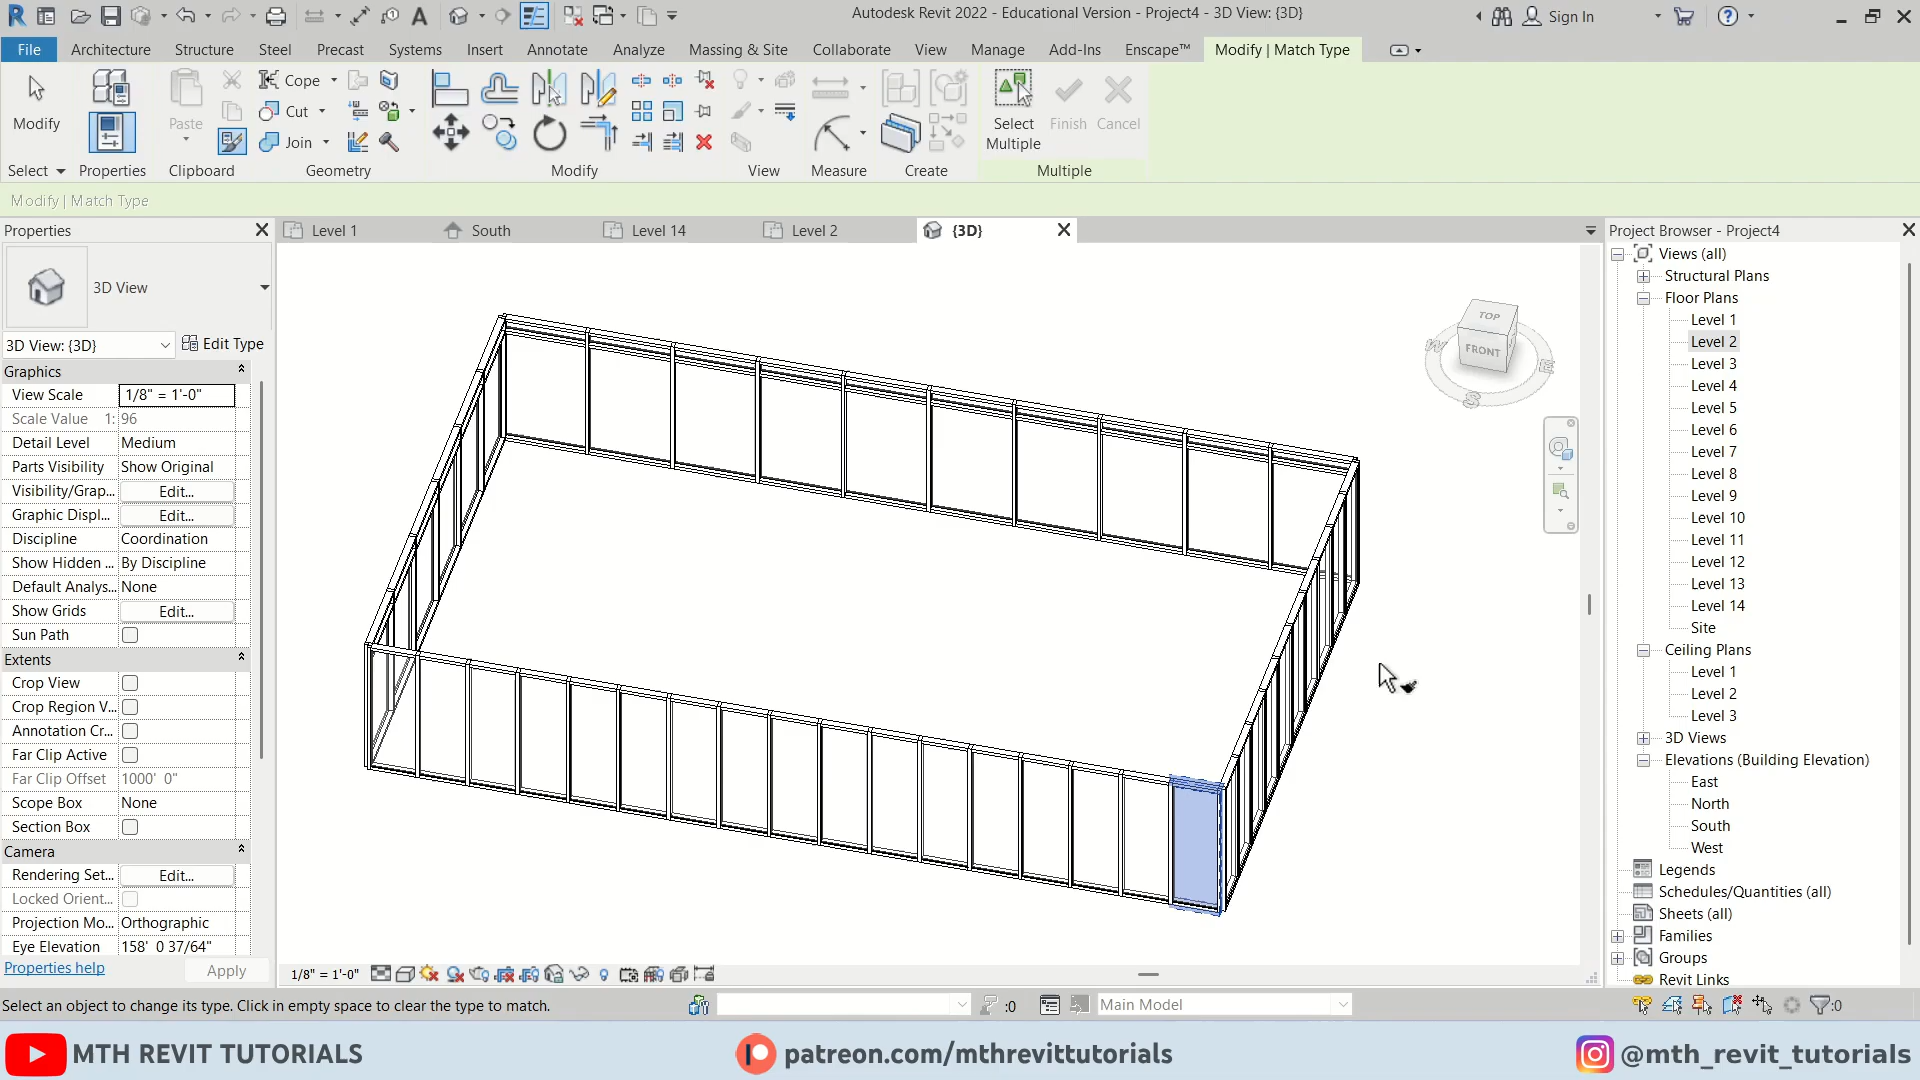 Autodesk Revit 2022 - Educational Version - Project4 - 3D View: {3D}
Sign In
File
Architecture
Structure
Steel
Precast
Systems
Insert
Annotate
Analyze
Massing & Site
Collaborate
View
Manage
Add-Ins
Enscape™
Modify | Match Type
Modify
Paste
Cope
Cut
Join
Select Multiple
Finish
Cancel
Select
Properties
Clipboard
Geometry
Modify
View
Measure
Create
Multiple
Modify | Match Type
Properties
3D View
3D View: {3D}
Edit Type
Graphics
View Scale 1/8" = 1'-0"
Scale Value 1: 96
Detail Level Medium
Parts Visibility Show Original
Visibility/Grap... Edit...
Graphic Displ... Edit...
Discipline Coordination
Show Hidden ... By Discipline
Default Analys... None
Show Grids Edit...
Sun Path
Extents
Crop View
Crop Region V...
Annotation Cr...
Far Clip Active
Far Clip Offset 1000' 0"
Scope Box None
Section Box
Camera
Rendering Set... Edit...
Locked Orient...
Projection Mo... Orthographic
Eye Elevation 158' 0 37/64"
Properties help
Apply
Level 1
South
Level 14
Level 2
{3D}
TOP
FRONT
W
E
S
1/8" = 1'-0"
Project Browser - Project4
Views (all)
Structural Plans
Floor Plans
Level 1
Level 2
Level 3
Level 4
Level 5
Level 6
Level 7
Level 8
Level 9
Level 10
Level 11
Level 12
Level 13
Level 14
Site
Ceiling Plans
Level 1
Level 2
Level 3
3D Views
Elevations (Building Elevation)
East
North
South
West
Legends
Schedules/Quantities (all)
Sheets (all)
Families
Groups
Revit Links
Select an object to change its type. Click in empty space to clear the type to match.
:0
Main Model
:0
MTH REVIT TUTORIALS
patreon.com/mthrevittutorials
@mth_revit_tutorials